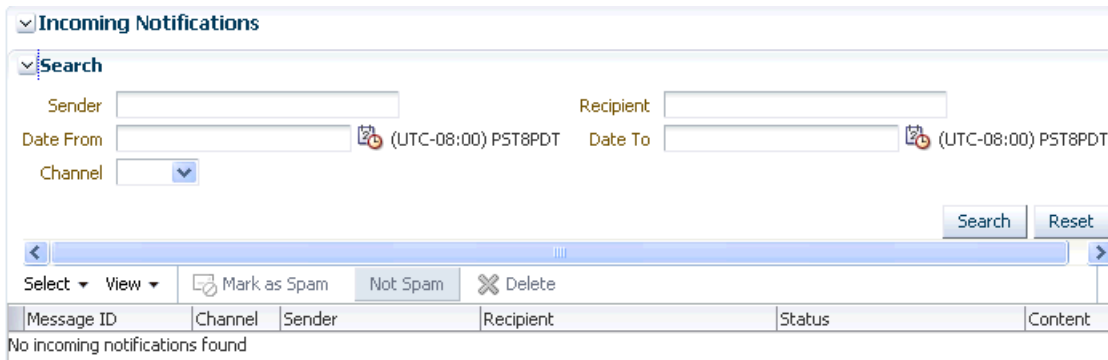 Incoming Notifications
Search
Sender Recipient
Date From (UTC-08:00) PST8PDT Date To (UTC-08:00) PST8PDT
Channel
Search Reset
Select View Mark as Spam Not Spam Delete
Message ID Channel Sender Recipient Status Content
No incoming notifications found